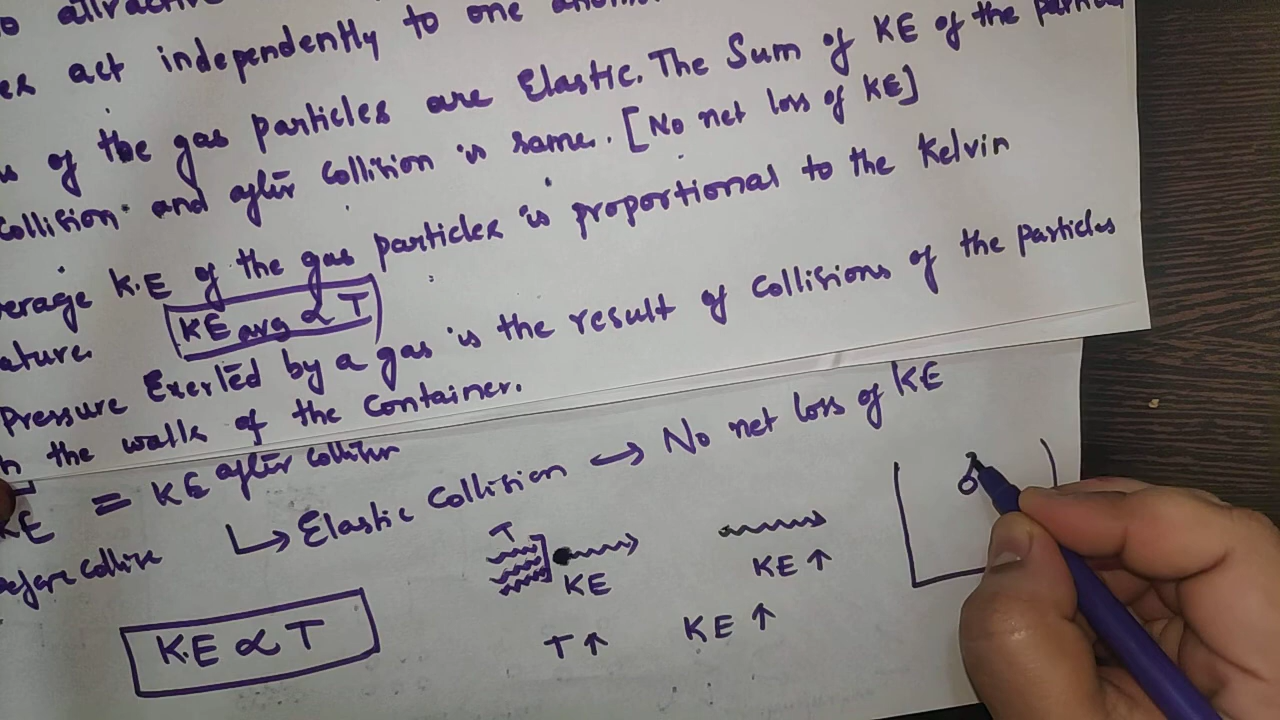 act independently to one
of the gas particles are Elastic. The Sum of KE of the
Collision and after Collision is same. [No net loss of KE]
K.E of the gas particles is proportional to the Kelvin
KE avg ∝ T
Pressure Exerted by a gas is the result of Collisions of the particles
the walls of the Container.
KE = KE after collision
↳ Elastic Collision → No net loss of KE
T
KE
KE ↑
K.E ∝ T
T ↑ KE ↑